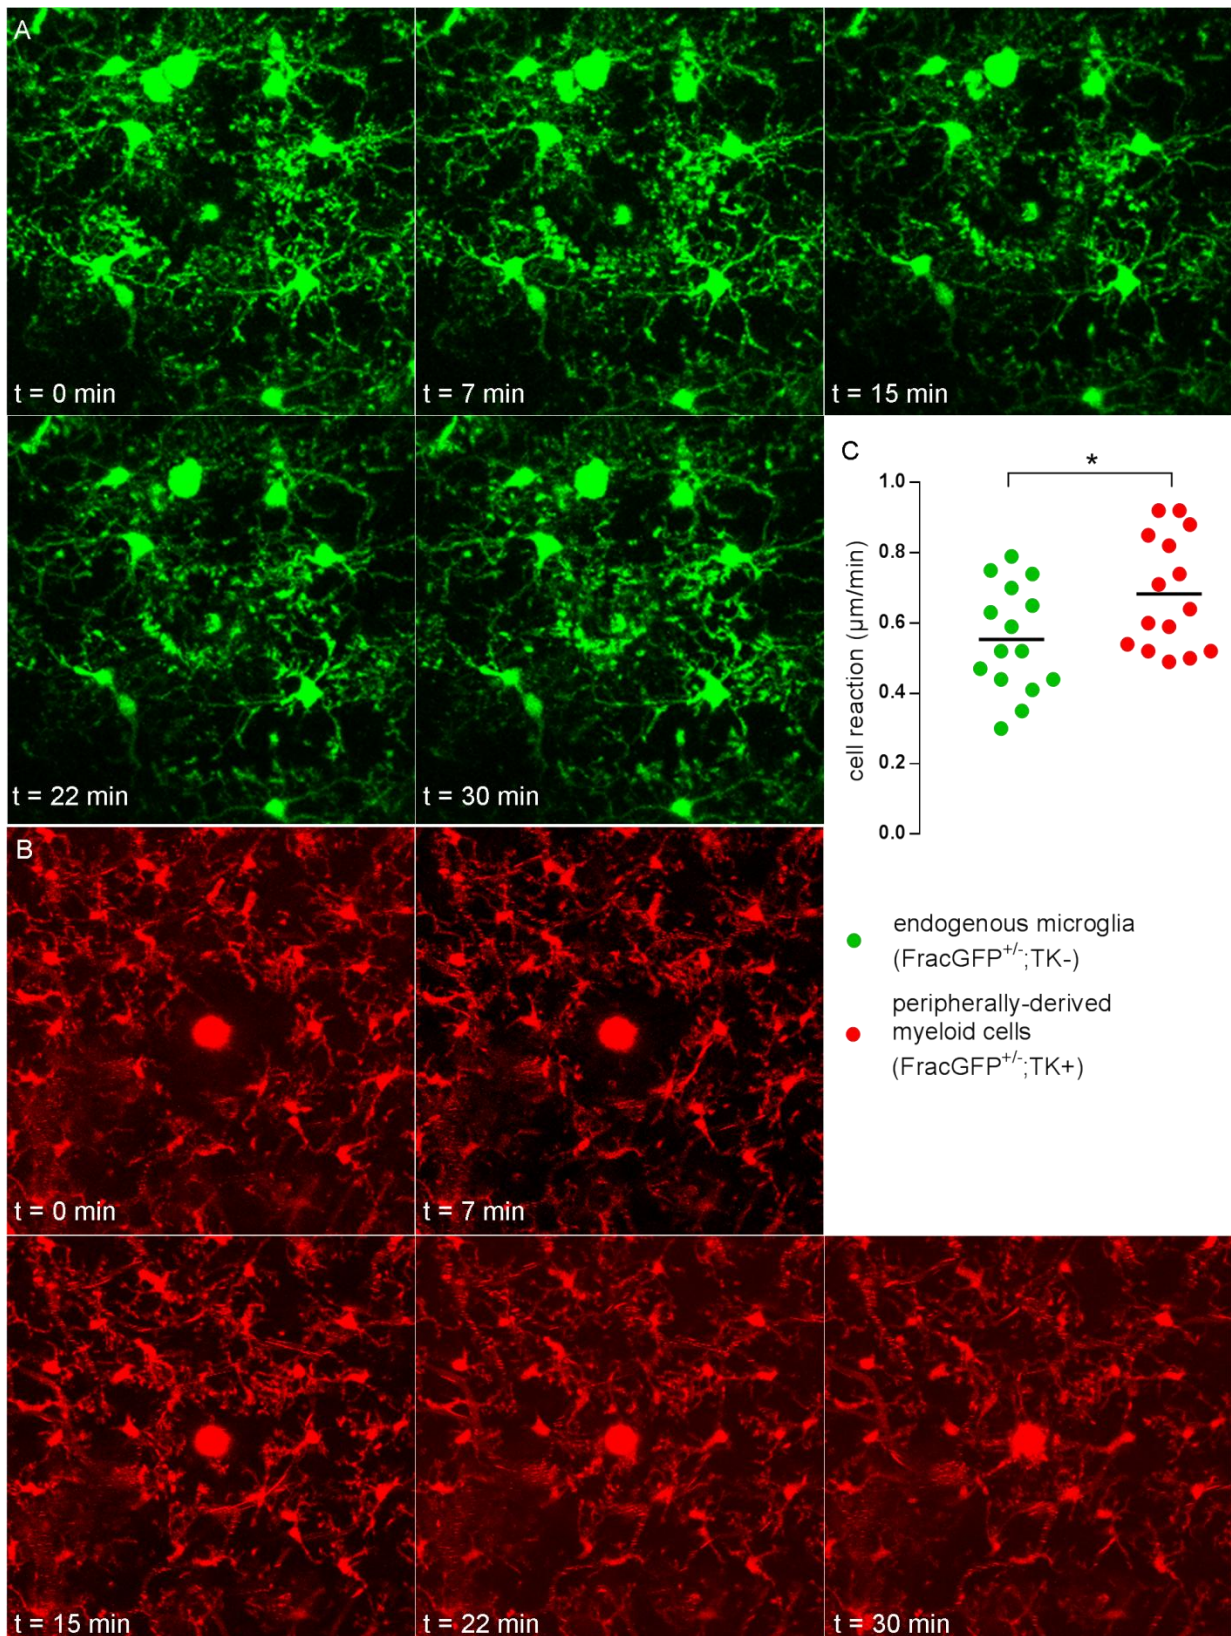 A
t = 0 min
t = 7 min
t = 15 min
t = 22 min
t = 30 min
B
t = 0 min
t = 7 min
t = 15 min
t = 22 min
t = 30 min
C
*
cell reaction (µm/min)
1.0
0.8
0.6
0.4
0.2
0.0
endogenous microglia
(FracGFP+/-;TK-)
peripherally-derived
myeloid cells
(FracGFP+/-;TK+)